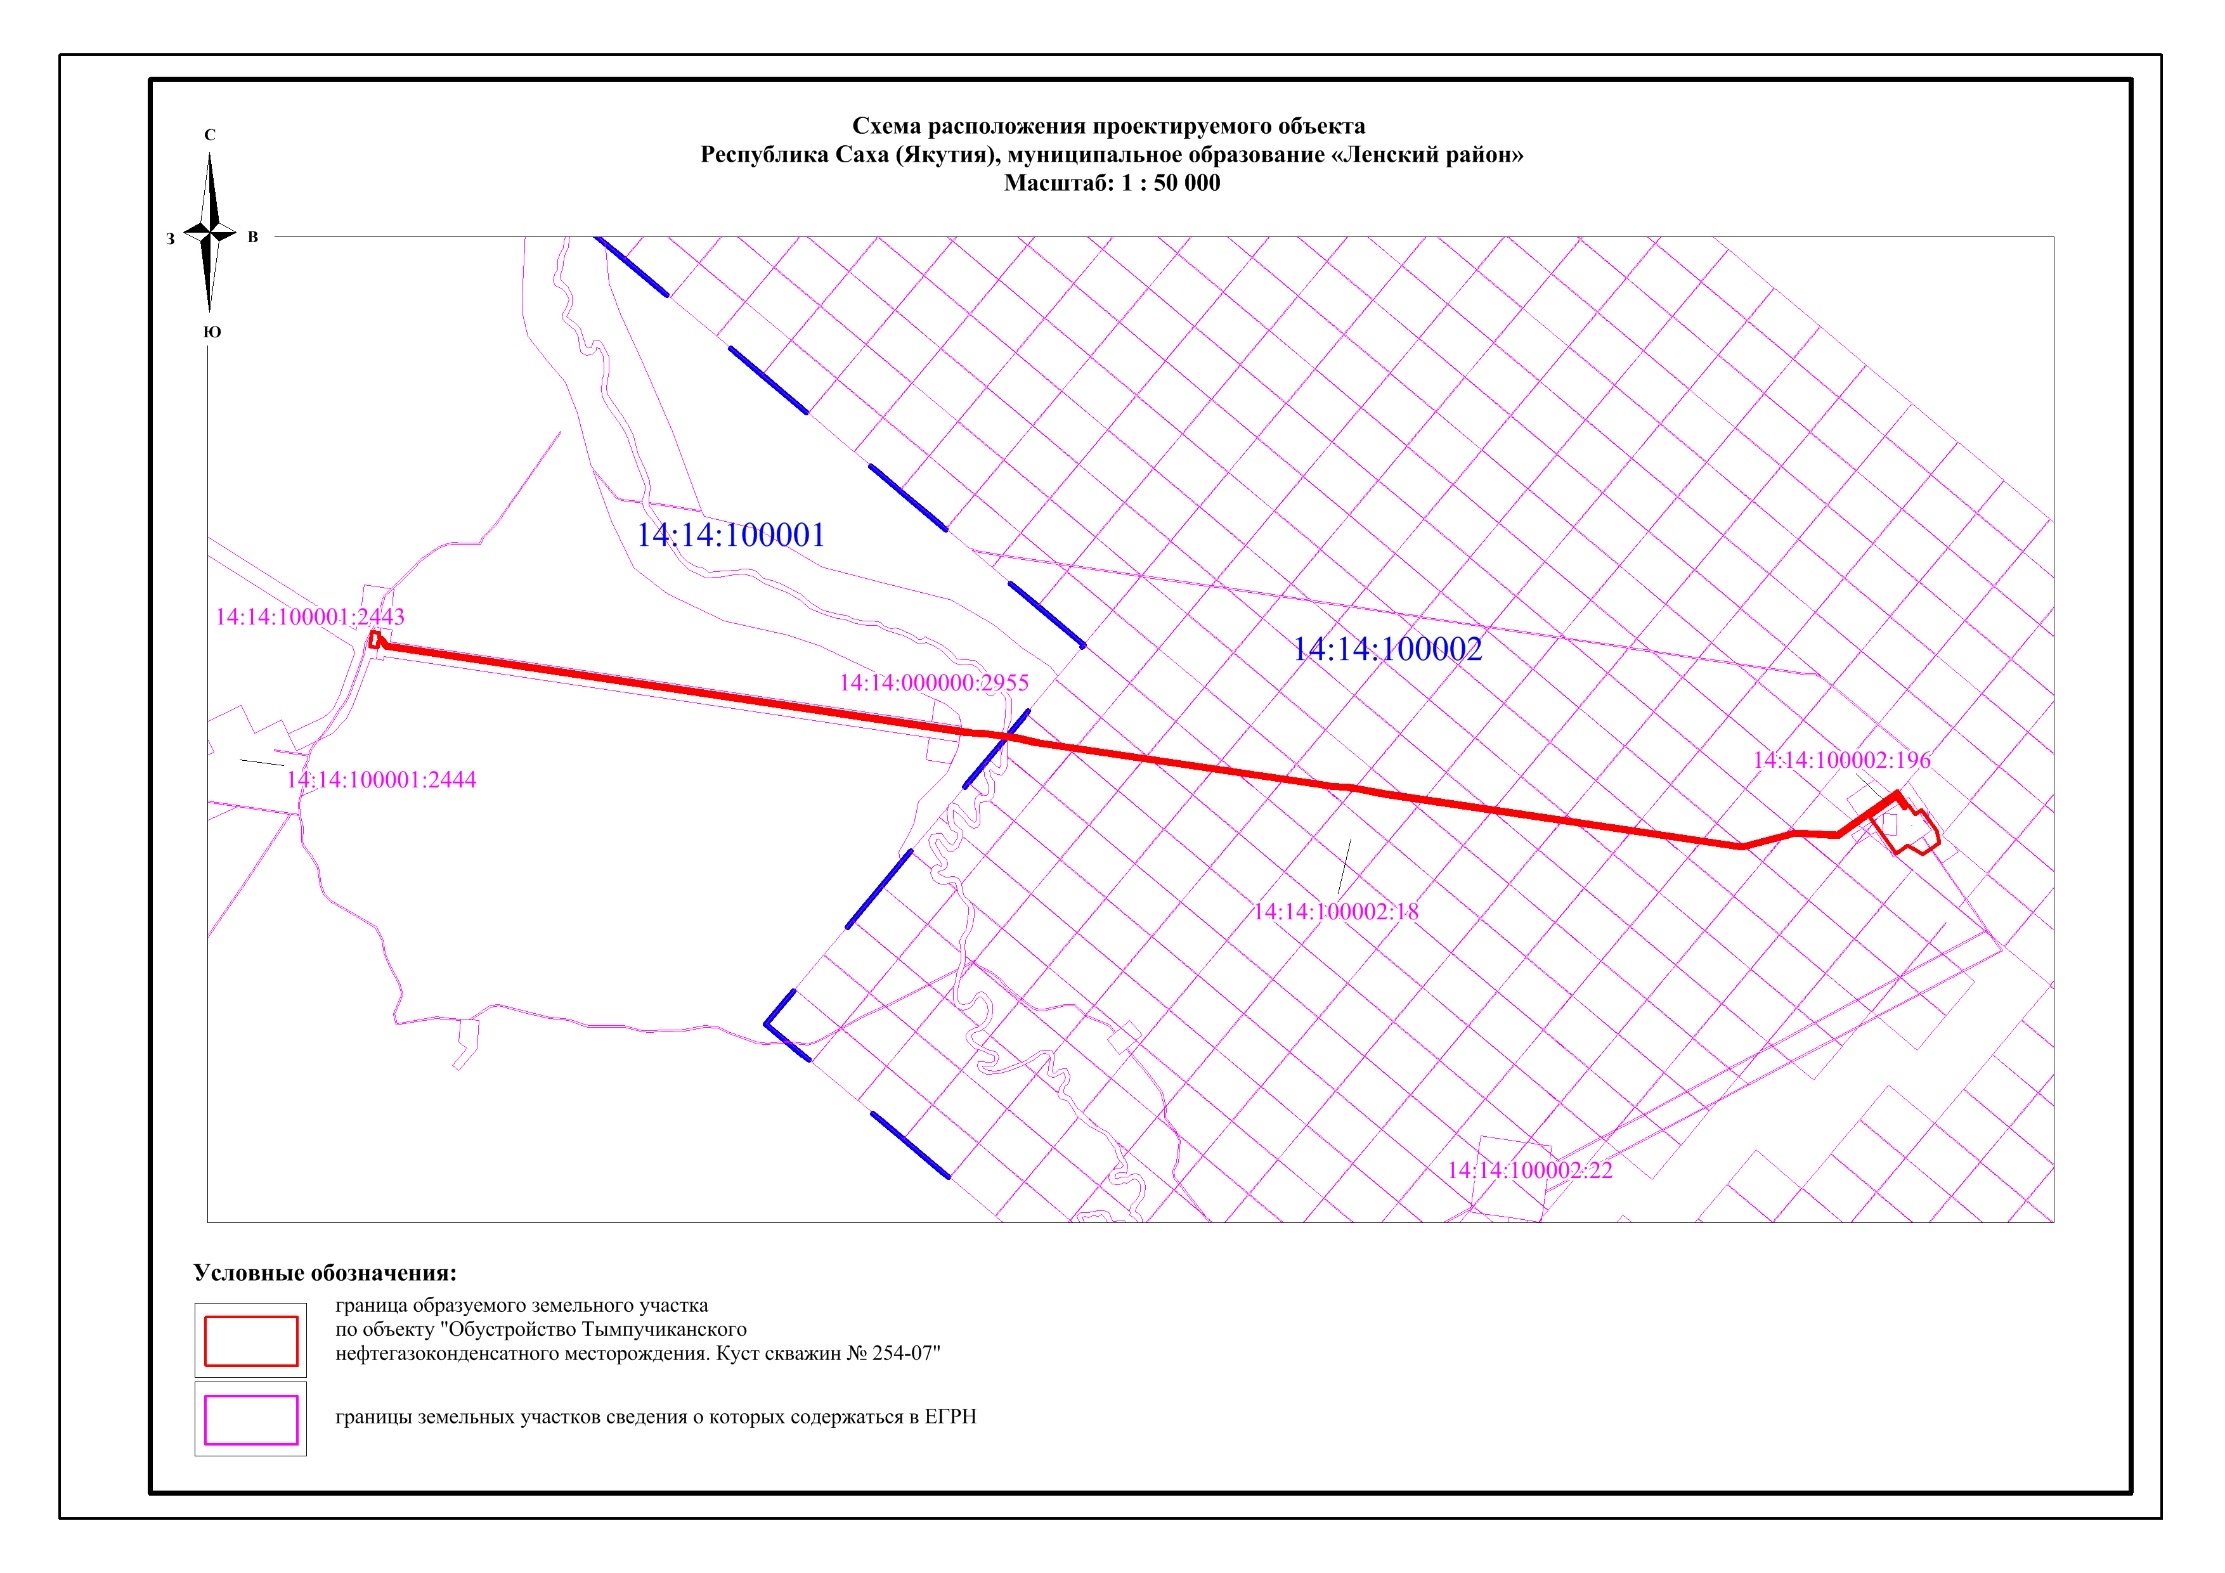 Схема расположения проектируемого объекта
Республика Саха (Якутия), муниципальное образование «Ленский район»
Масштаб: 1 : 50 000
С
З
В
Ю
14:14:100001
14:14:100001:2443
14:14:100002
14:14:000000:2955
14:14:100002:196
14:14:100001:2444
14:14:100002:18
14:14:100002:22
Условные обозначения:
граница образуемого земельного участка
по объекту "Обустройство Тымпучиканского
нефтегазоконденсатного месторождения. Куст скважин № 254-07"
границы земельных участков сведения о которых содержаться в ЕГРН